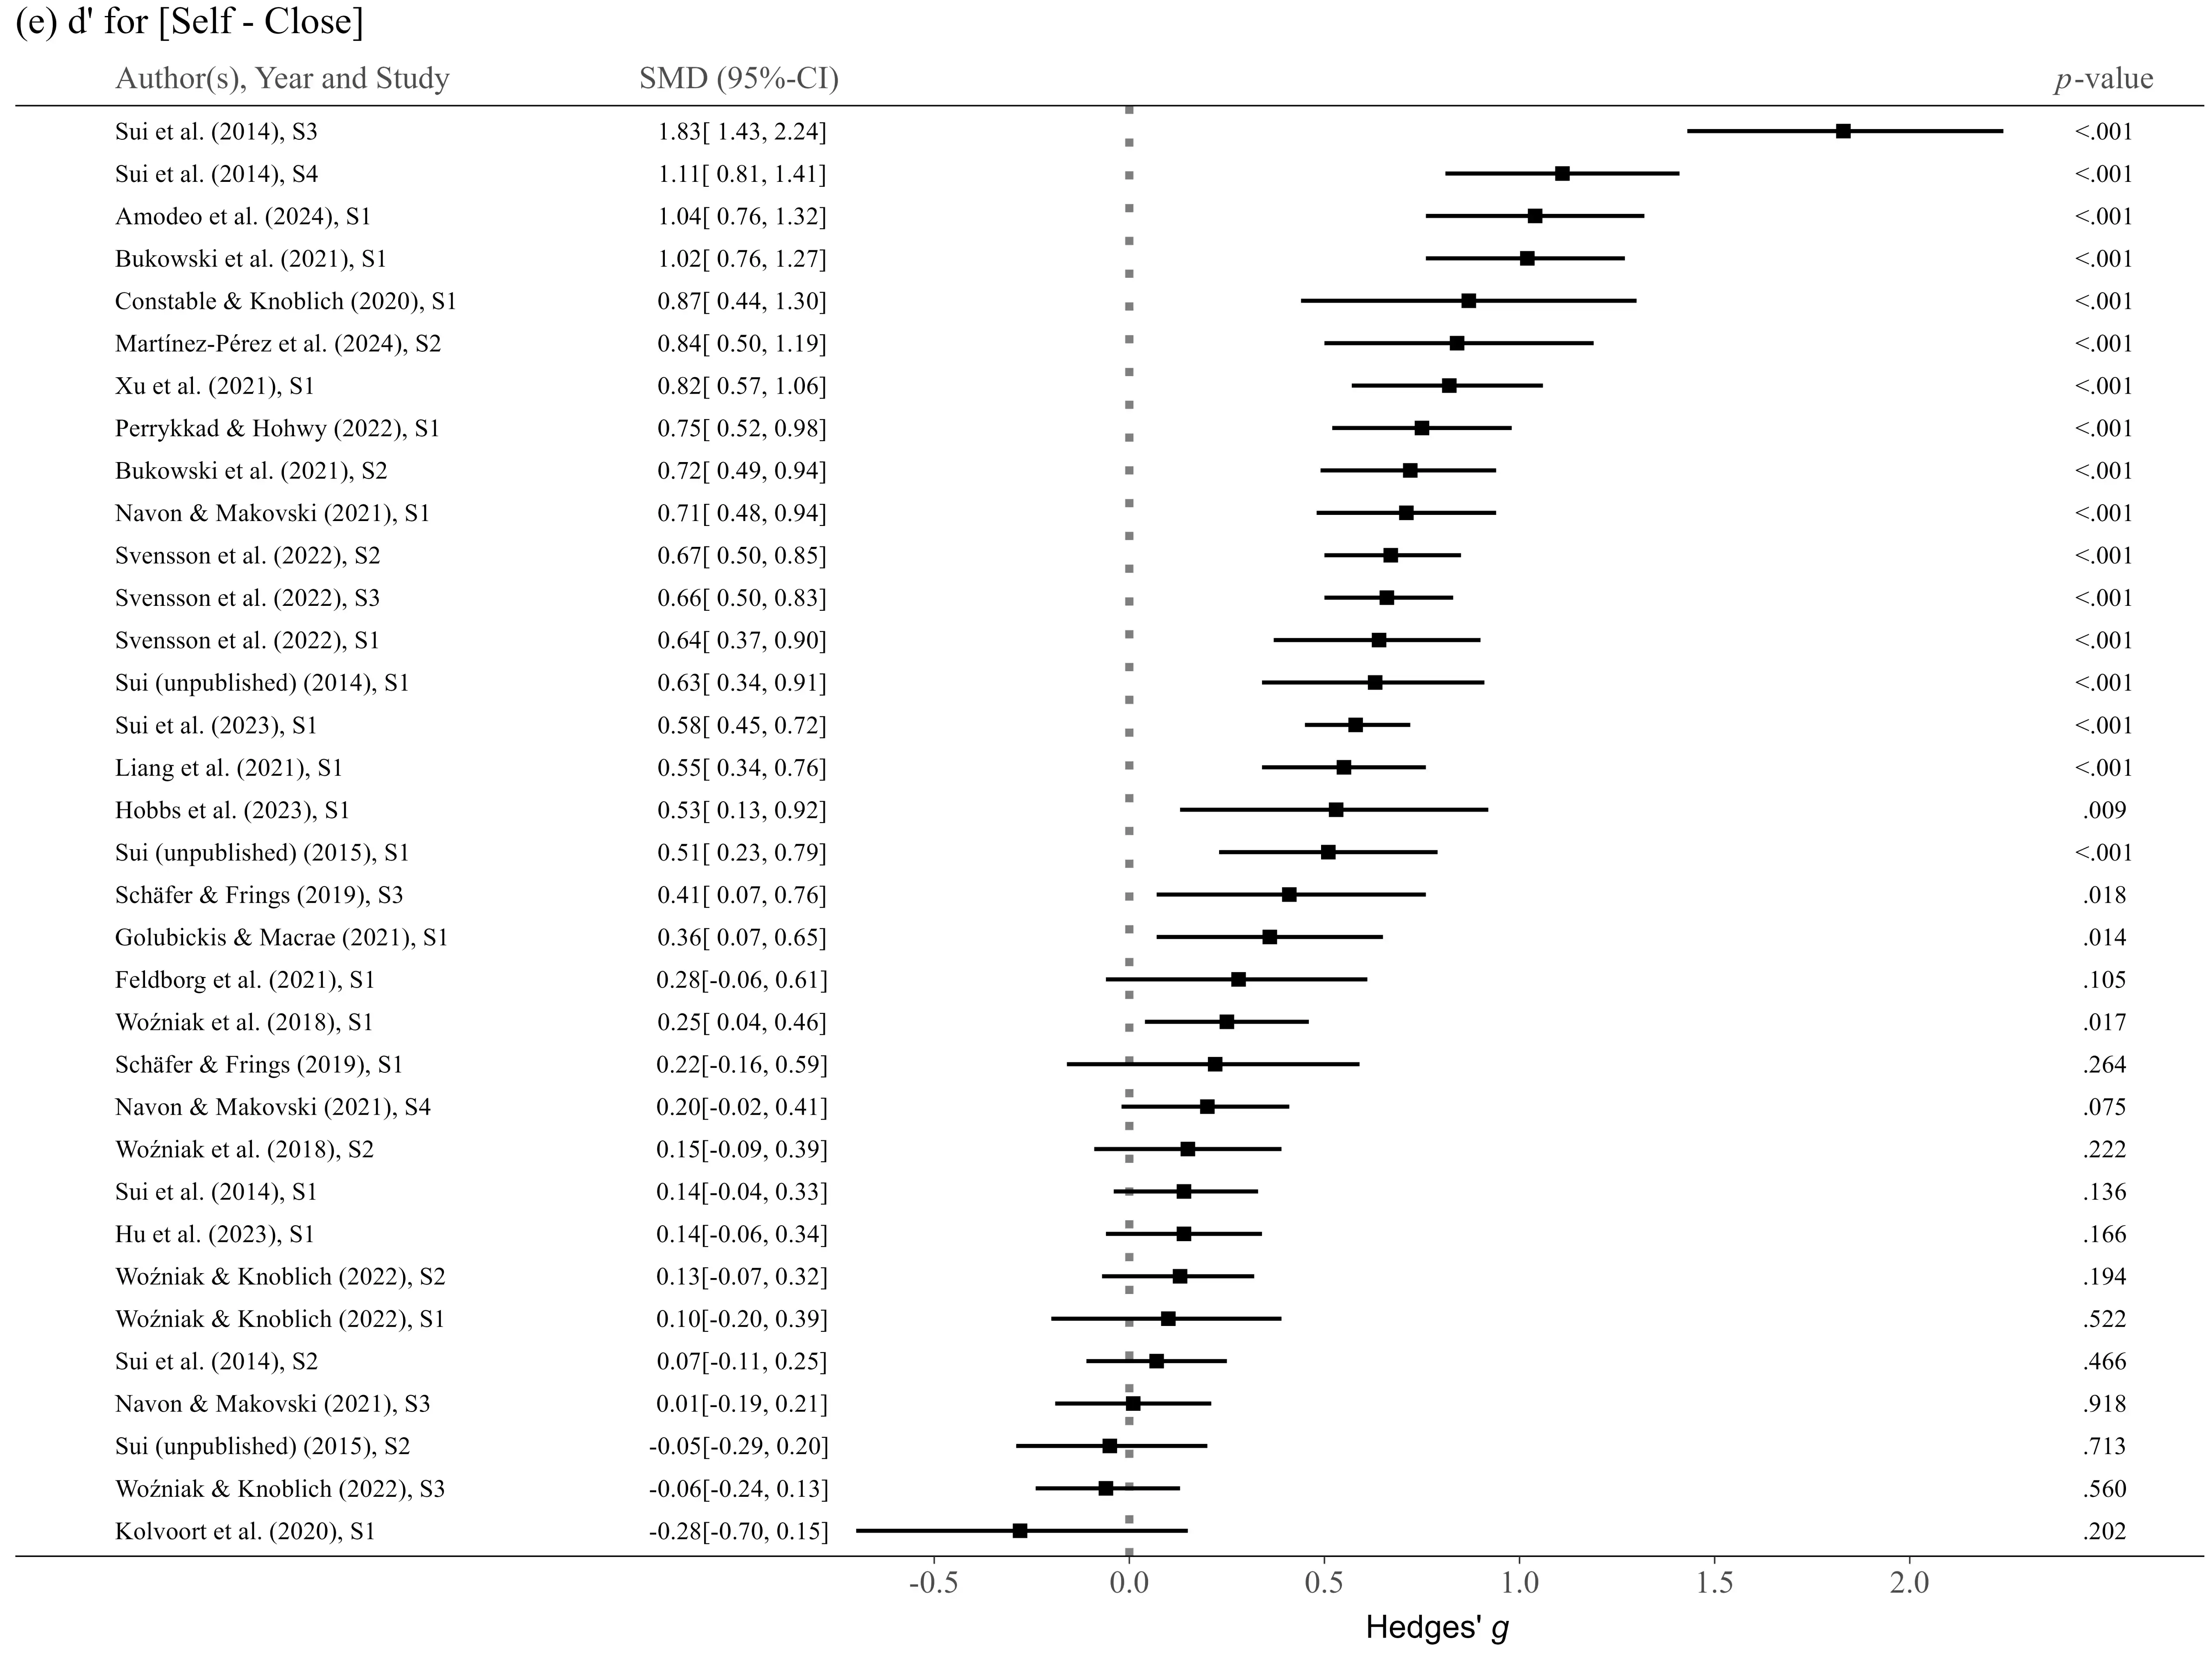 (e) d' for [Self - Close]
Author(s), Year and Study SMD (95%-CI) p-value
Sui et al. (2014), S3 1.83[ 1.43, 2.24] <.001
Sui et al. (2014), S4 1.11[ 0.81, 1.41] <.001
Amodeo et al. (2024), S1 1.04[ 0.76, 1.32] <.001
Bukowski et al. (2021), S1 1.02[ 0.76, 1.27] <.001
Constable & Knoblich (2020), S1 0.87[ 0.44, 1.30] <.001
Martínez-Pérez et al. (2024), S2 0.84[ 0.50, 1.19] <.001
Xu et al. (2021), S1 0.82[ 0.57, 1.06] <.001
Perrykkad & Hohwy (2022), S1 0.75[ 0.52, 0.98] <.001
Bukowski et al. (2021), S2 0.72[ 0.49, 0.94] <.001
Navon & Makovski (2021), S1 0.71[ 0.48, 0.94] <.001
Svensson et al. (2022), S2 0.67[ 0.50, 0.85] <.001
Svensson et al. (2022), S3 0.66[ 0.50, 0.83] <.001
Svensson et al. (2022), S1 0.64[ 0.37, 0.90] <.001
Sui (unpublished) (2014), S1 0.63[ 0.34, 0.91] <.001
Sui et al. (2023), S1 0.58[ 0.45, 0.72] <.001
Liang et al. (2021), S1 0.55[ 0.34, 0.76] <.001
Hobbs et al. (2023), S1 0.53[ 0.13, 0.92] .009
Sui (unpublished) (2015), S1 0.51[ 0.23, 0.79] <.001
Schäfer & Frings (2019), S3 0.41[ 0.07, 0.76] .018
Golubickis & Macrae (2021), S1 0.36[ 0.07, 0.65] .014
Feldborg et al. (2021), S1 0.28[-0.06, 0.61] .105
Woźniak et al. (2018), S1 0.25[ 0.04, 0.46] .017
Schäfer & Frings (2019), S1 0.22[-0.16, 0.59] .264
Navon & Makovski (2021), S4 0.20[-0.02, 0.41] .075
Woźniak et al. (2018), S2 0.15[-0.09, 0.39] .222
Sui et al. (2014), S1 0.14[-0.04, 0.33] .136
Hu et al. (2023), S1 0.14[-0.06, 0.34] .166
Woźniak & Knoblich (2022), S2 0.13[-0.07, 0.32] .194
Woźniak & Knoblich (2022), S1 0.10[-0.20, 0.39] .522
Sui et al. (2014), S2 0.07[-0.11, 0.25] .466
Navon & Makovski (2021), S3 0.01[-0.19, 0.21] .918
Sui (unpublished) (2015), S2 -0.05[-0.29, 0.20] .713
Woźniak & Knoblich (2022), S3 -0.06[-0.24, 0.13] .560
Kolvoort et al. (2020), S1 -0.28[-0.70, 0.15] .202
-0.5 0.0 0.5 1.0 1.5 2.0
Hedges' g